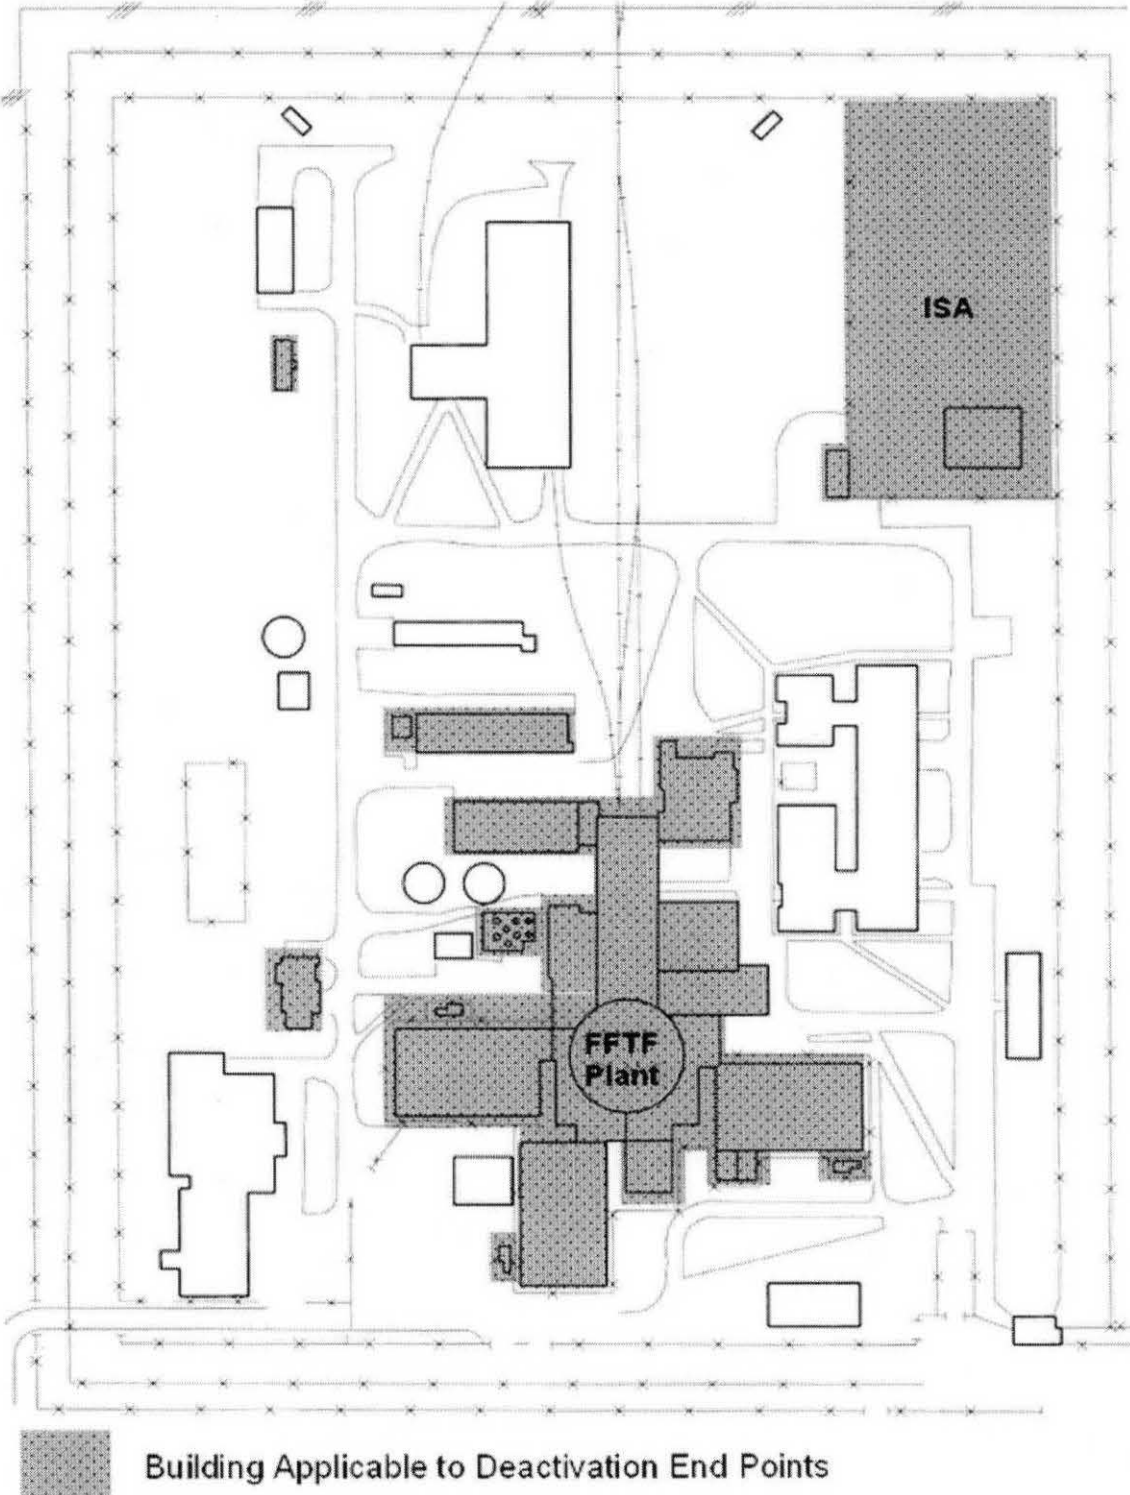 ISA
FFTF
Plant
Building Applicable to Deactivation End Points